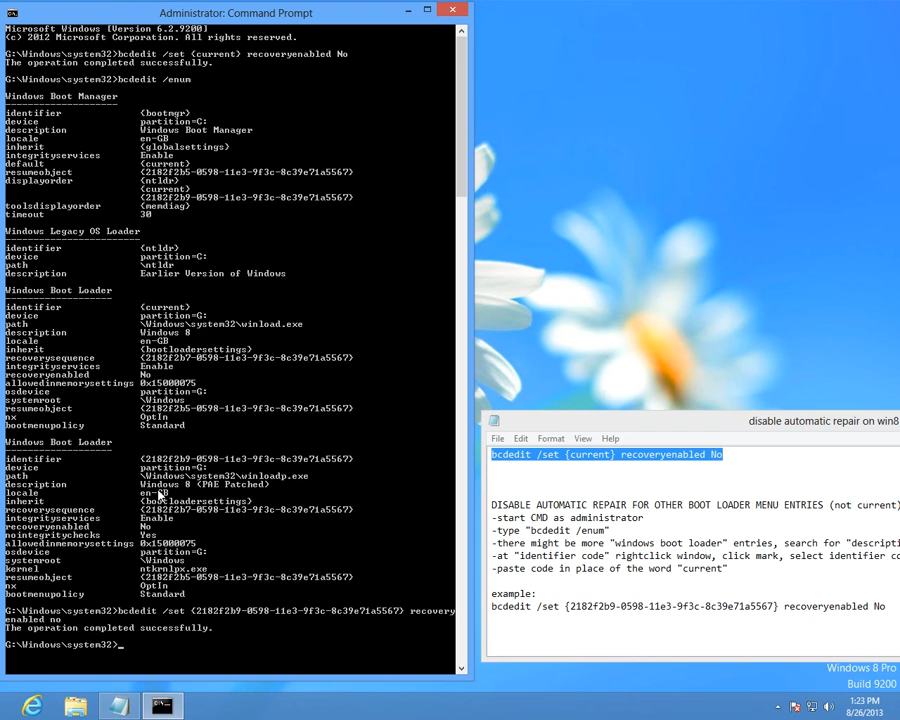 Administrator: Command Prompt
Microsoft Windows [Version 6.2.9200]
(c) 2012 Microsoft Corporation. All rights reserved.
G:\Windows\system32>bcdedit /set {current} recoveryenabled No
The operation completed successfully.
G:\Windows\system32>bcdedit /enum
Windows Boot Manager
--------------------
identifier {bootmgr}
device partition=C:
description Windows Boot Manager
locale en-GB
inherit {globalsettings}
integrityservices Enable
default {current}
resumeobject {2182f2b5-0598-11e3-9f3c-8c39e71a5567}
displayorder {ntldr}
{current}
{2182f2b9-0598-11e3-9f3c-8c39e71a5567}
toolsdisplayorder {memdiag}
timeout 30
Windows Legacy OS Loader
------------------------
identifier {ntldr}
device partition=C:
path \ntldr
description Earlier Version of Windows
Windows Boot Loader
-------------------
identifier {current}
device partition=G:
path \Windows\system32\winload.exe
description Windows 8
locale en-GB
inherit {bootloadersettings}
recoverysequence {2182f2b7-0598-11e3-9f3c-8c39e71a5567}
integrityservices Enable
recoveryenabled No
allowedinmemorysettings 0x15000075
osdevice partition=G:
systemroot \Windows
resumeobject {2182f2b5-0598-11e3-9f3c-8c39e71a5567}
nx OptIn
bootmenupolicy Standard
Windows Boot Loader
-------------------
identifier {2182f2b9-0598-11e3-9f3c-8c39e71a5567}
device partition=G:
path \Windows\system32\winloadp.exe
description Windows 8 (PAE Patched)
locale en-GB
inherit {bootloadersettings}
recoverysequence {2182f2b7-0598-11e3-9f3c-8c39e71a5567}
integrityservices Enable
recoveryenabled No
nointegritychecks Yes
allowedinmemorysettings 0x15000075
osdevice partition=G:
systemroot \Windows
kernel ntkrnlpx.exe
resumeobject {2182f2b5-0598-11e3-9f3c-8c39e71a5567}
nx OptIn
bootmenupolicy Standard
G:\Windows\system32>bcdedit /set {2182f2b9-0598-11e3-9f3c-8c39e71a5567} recovery
enabled no
The operation completed successfully.
G:\Windows\system32>_
disable automatic repair on win8
File Edit Format View Help
bcdedit /set {current} recoveryenabled No
DISABLE AUTOMATIC REPAIR FOR OTHER BOOT LOADER MENU ENTRIES (not current)
-start CMD as administrator
-type "bcdedit /enum"
-there might be more "windows boot loader" entries, search for "descripti
-at "identifier code" rightclick window, click mark, select identifier co
-paste code in place of the word "current"
example:
bcdedit /set {2182f2b9-0598-11e3-9f3c-8c39e71a5567} recoveryenabled No
Windows 8 Pro
Build 9200
1:23 PM
8/26/2013